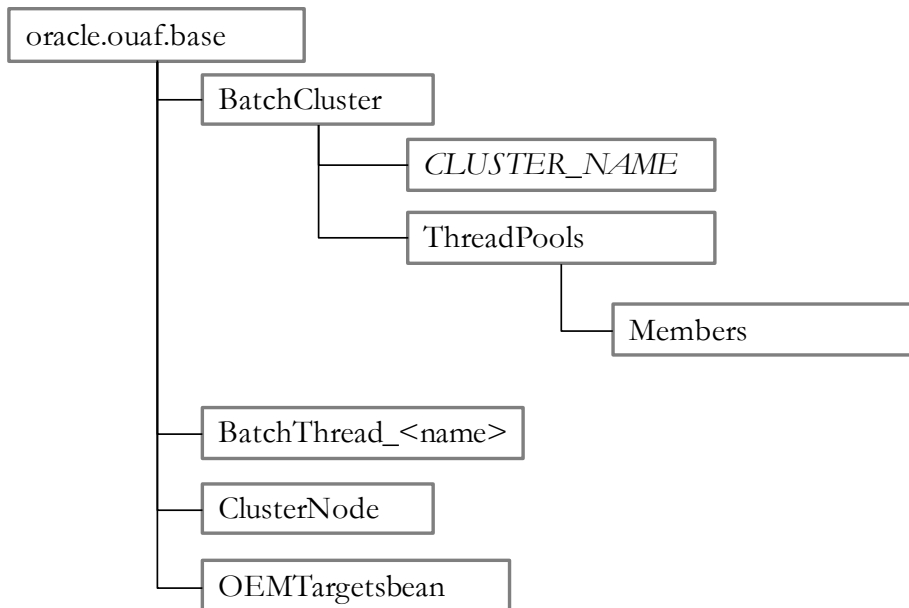 oracle.ouaf.base
BatchCluster
CLUSTER_NAME
ThreadPools
Members
BatchThread_<name>
ClusterNode
OEMTargetsbean